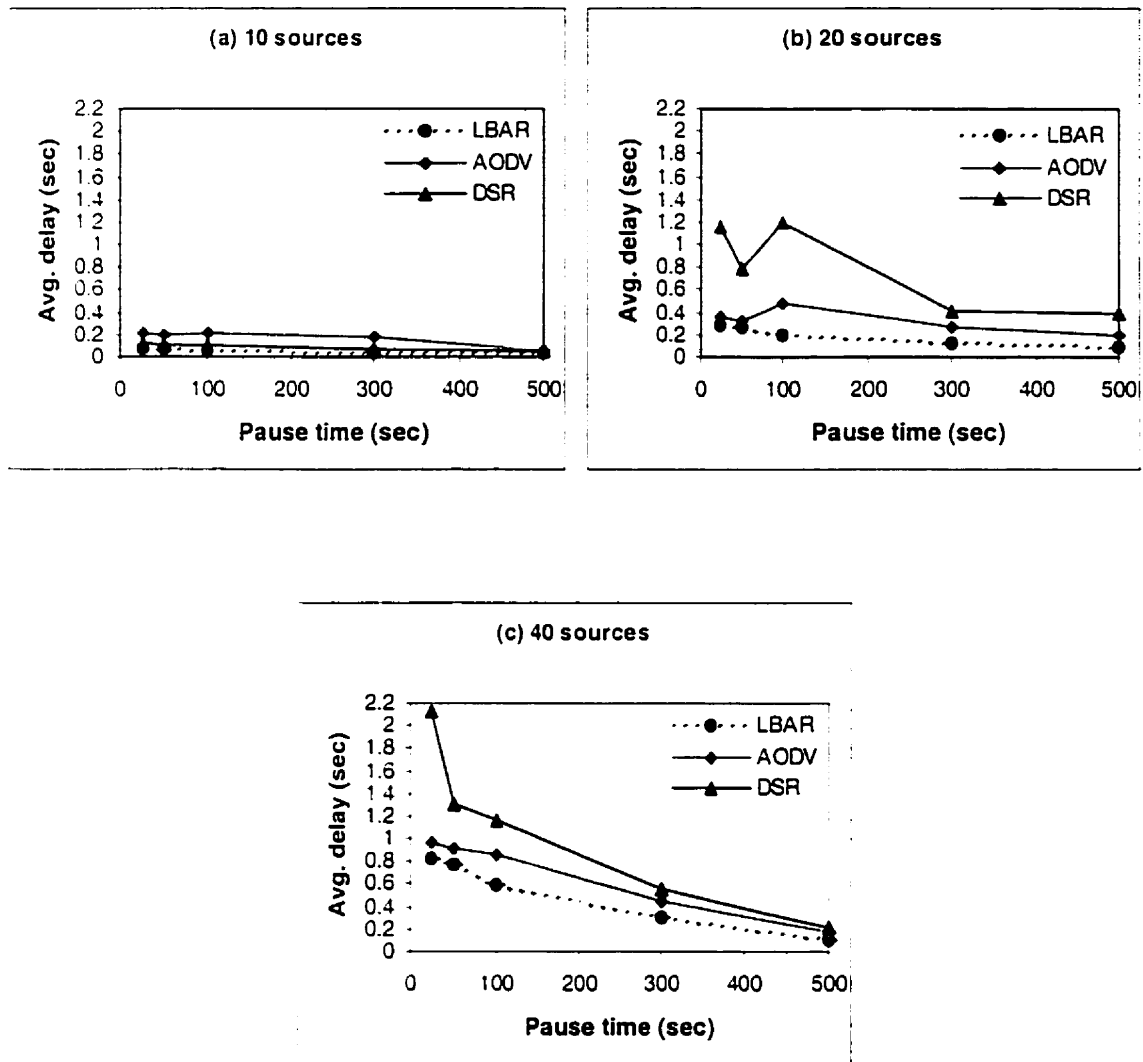 (a) 10 sources
Avg. delay (sec)
2.2
2
1.8
1.6
1.4
1.2
1
0.8
0.6
0.4
0.2
0
LBAR
AODV
DSR
0 100 200 300 400 500
Pause time (sec)
(b) 20 sources
Avg. delay (sec)
2.2
2
1.8
1.6
1.4
1.2
1
0.8
0.6
0.4
0.2
0
LBAR
AODV
DSR
0 100 200 300 400 500
Pause time (sec)
(c) 40 sources
Avg. delay (sec)
2.2
2
1.8
1.6
1.4
1.2
1
0.8
0.6
0.4
0.2
0
LBAR
AODV
DSR
0 100 200 300 400 500
Pause time (sec)